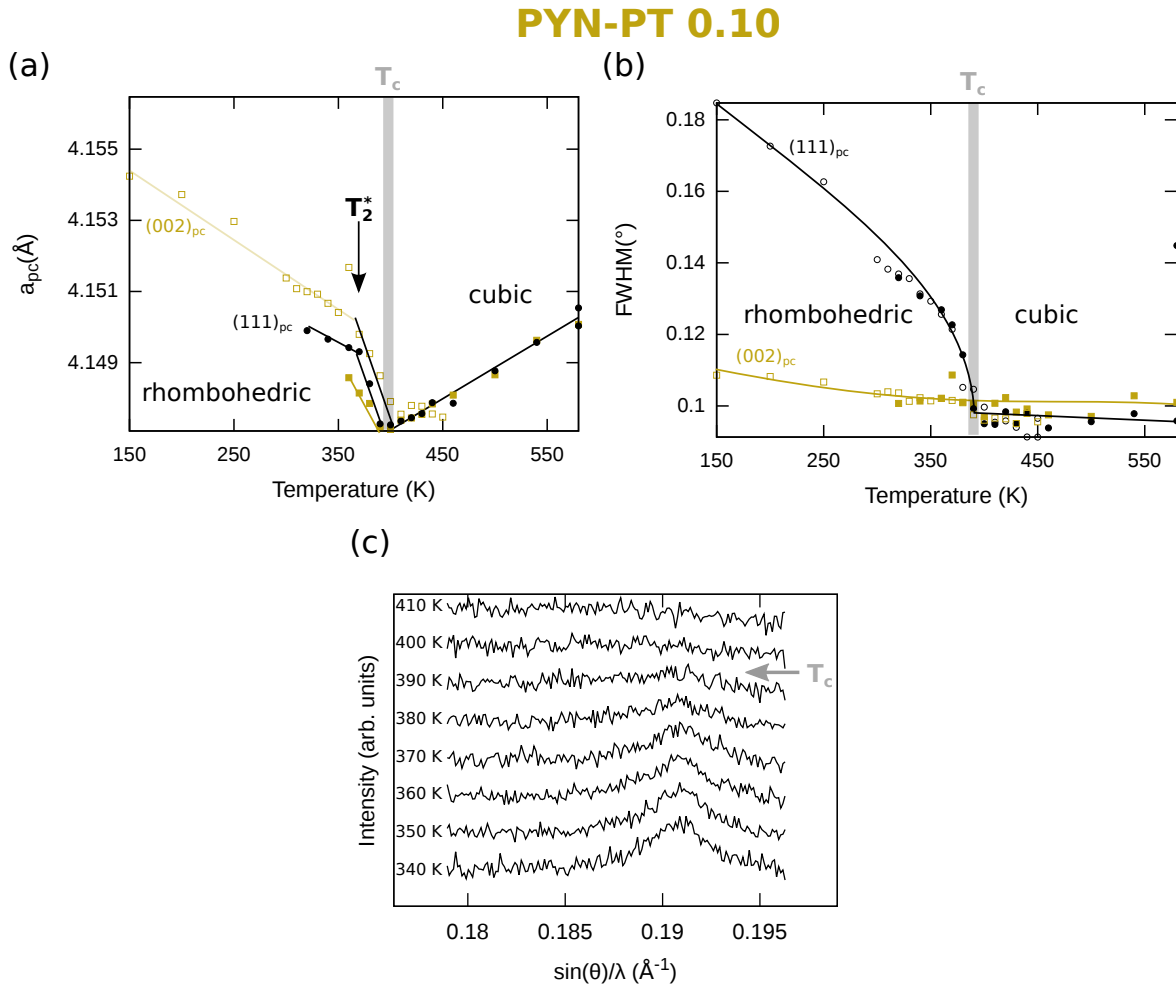 PYN-PT 0.10
(a)
T_c
4.155
4.153
4.151
4.149
a_pc(Å)
(002)_pc
T_2^*
(111)_pc
cubic
rhombohedric
150 250 350 450 550
Temperature (K)
(b)
T_c
0.18
0.16
0.14
0.12
0.1
FWHM(°)
(111)_pc
rhombohedric
cubic
(002)_pc
150 250 350 450 550
Temperature (K)
(c)
410 K
400 K
390 K
380 K
370 K
360 K
350 K
340 K
T_c
Intensity (arb. units)
0.18 0.185 0.19 0.195
sin(θ)/λ (Å⁻¹)